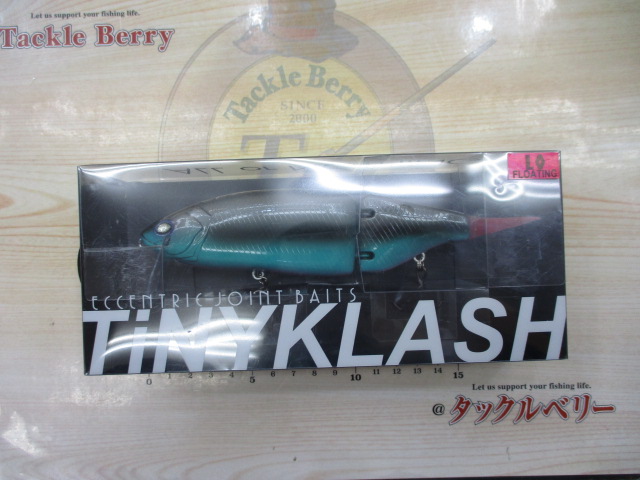 Let us support your fishing life.
Tackle Berry
Tackle Berry
SINCE
2000
LO
FLOATING
ECCENTRIC JOINT BAITS
TiNYKLASH
0 1 2 3 4 5 6 7 8 9 10 11 12 13 14 15
Let us support your fishing life.
@タックルベリー